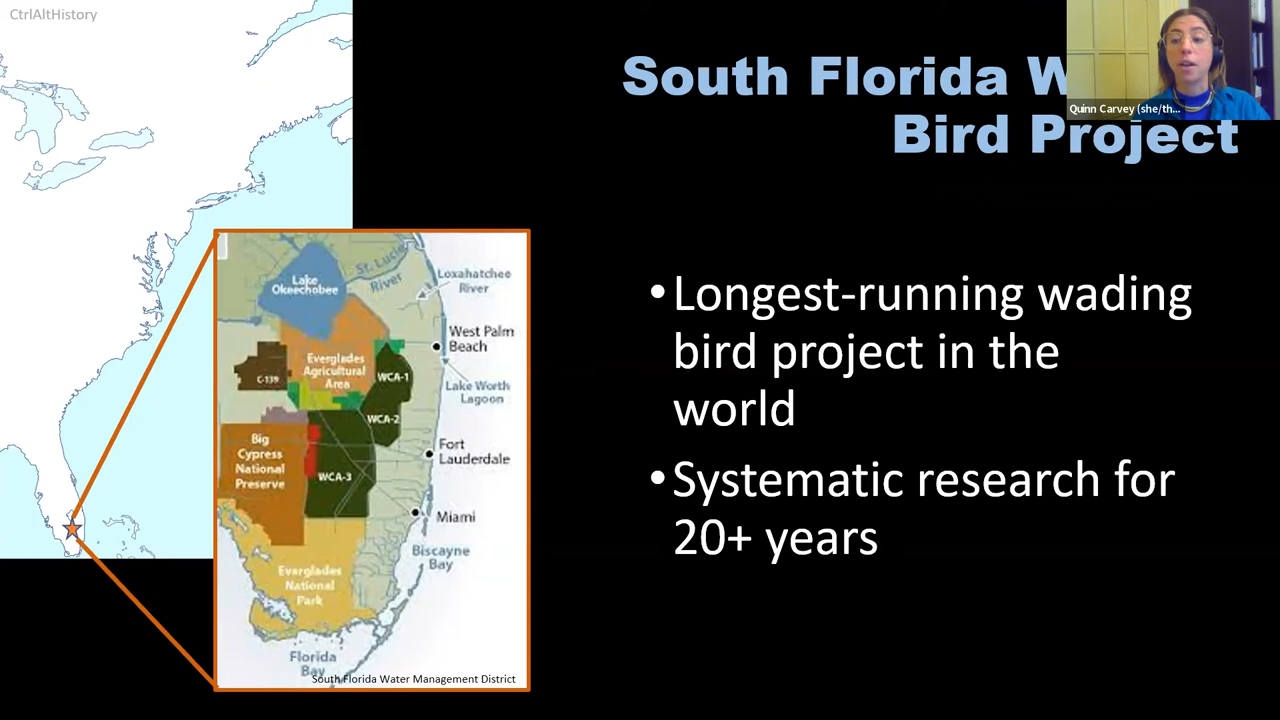 CtrlAltHistory
South Florida W
Bird Project
Quinn Carvey (she/th...
•Longest-running wading
bird project in the
world
•Systematic research for
20+ years
Lake
Okeechobee
St. Lucie
River
Loxahatchee
River
West Palm
Beach
Everglades
Agricultural
Area
C-139
WCA-1
Lake Worth
Lagoon
WCA-2
Big
Cypress
National
Preserve
Fort
Lauderdale
WCA-3
Miami
Biscayne
Bay
Everglades
National
Park
Florida
Bay
South Florida Water Management District